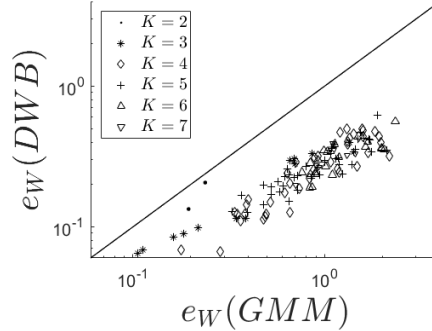 K = 2
K = 3
K = 4
K = 5
K = 6
K = 7
10^0
10^{-1}
e_W(DWB)
10^{-1}
10^0
e_W(GMM)